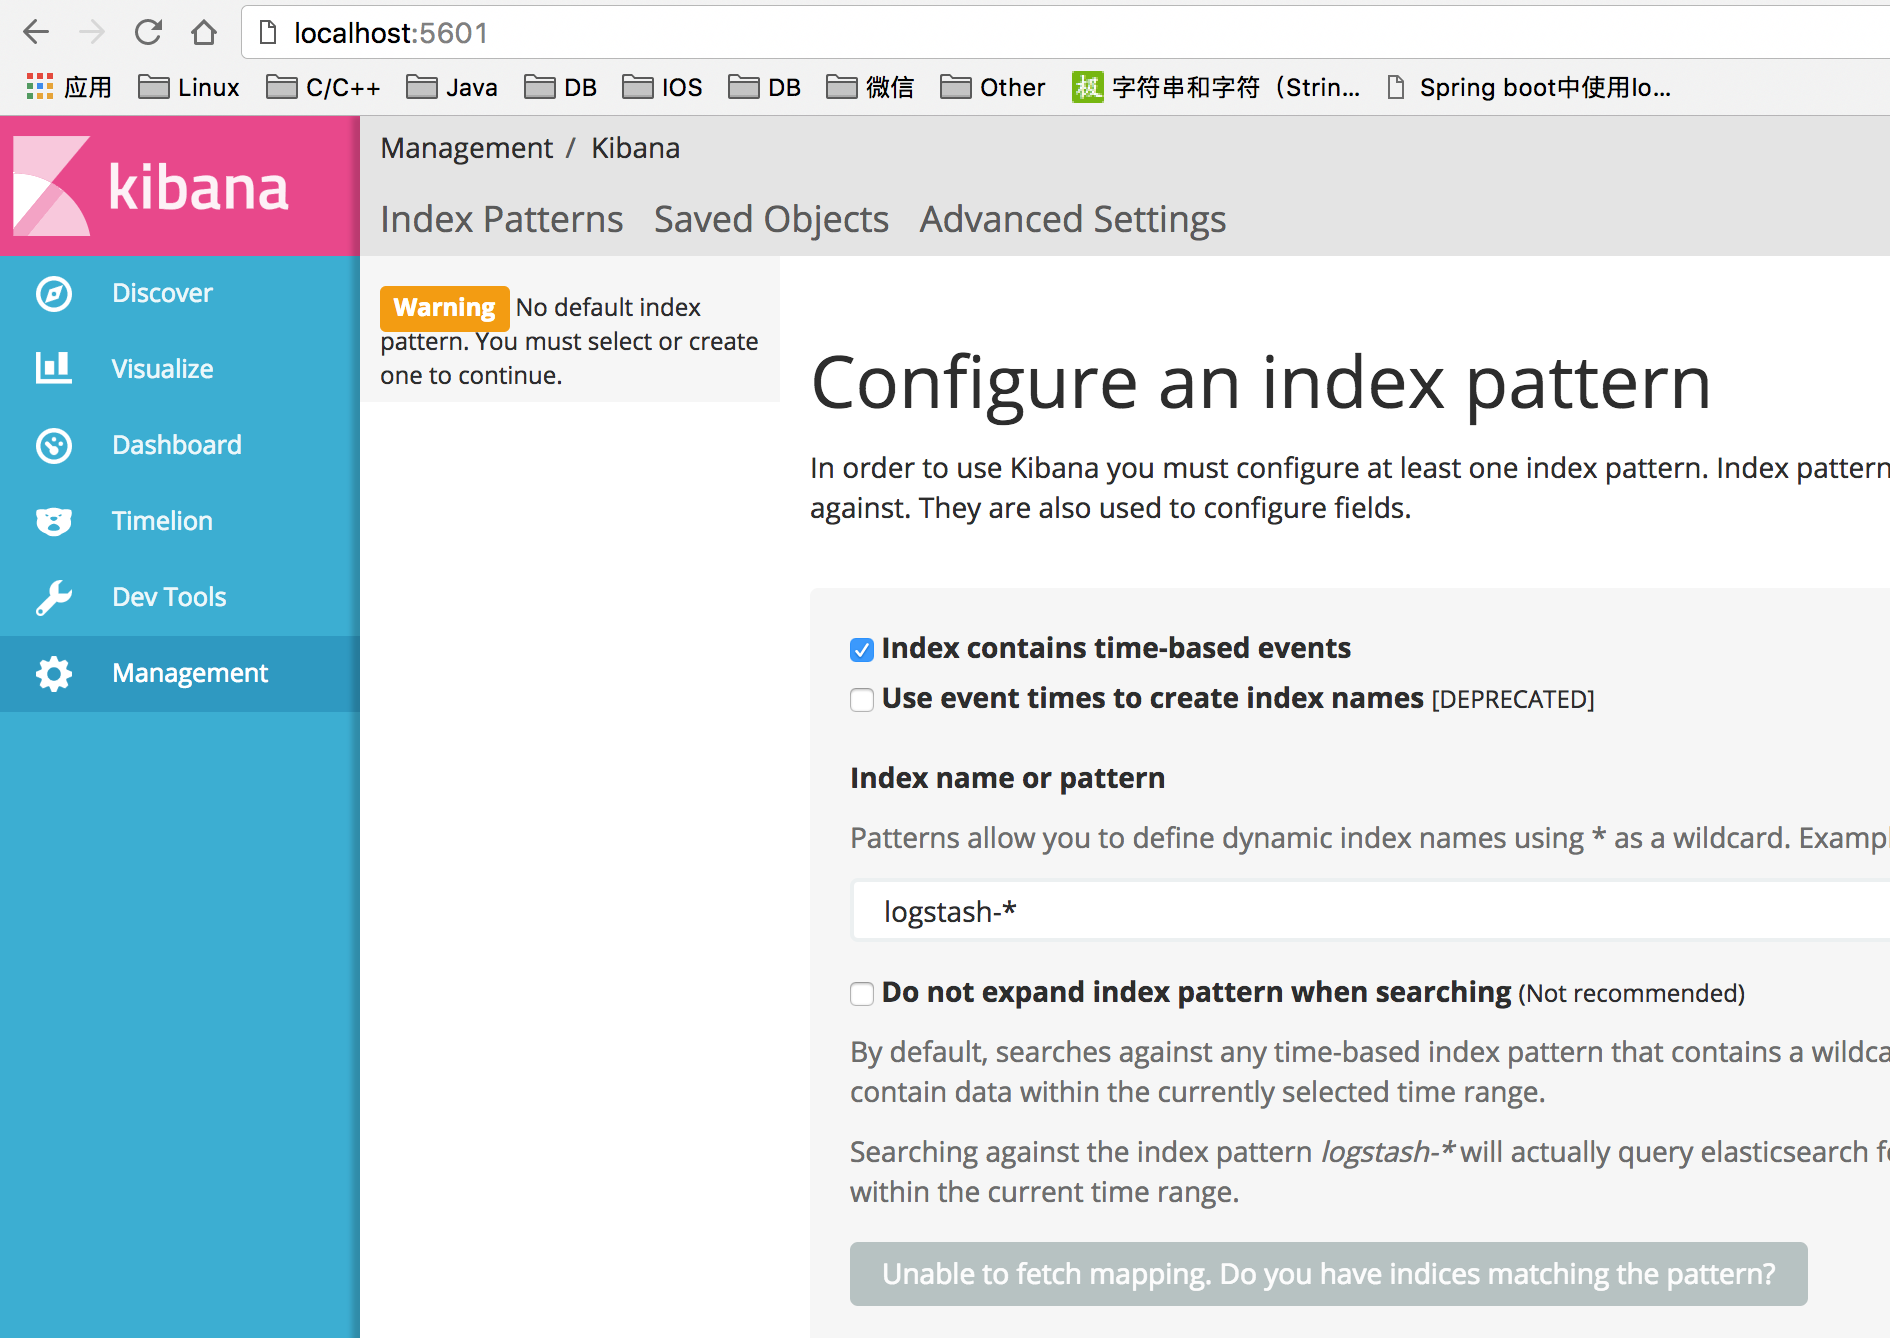 localhost:5601
应用 Linux C/C++ Java DB IOS DB 微信 Other 极 字符串和字符（Strin... Spring boot中使用lo...
kibana
Management / Kibana
Index Patterns Saved Objects Advanced Settings
Discover
Visualize
Dashboard
Timelion
Dev Tools
Management
Warning No default index
pattern. You must select or create
one to continue.
Configure an index pattern
In order to use Kibana you must configure at least one index pattern. Index pattern
against. They are also used to configure fields.
Index contains time-based events
Use event times to create index names [DEPRECATED]
Index name or pattern
Patterns allow you to define dynamic index names using * as a wildcard. Exampl
logstash-*
Do not expand index pattern when searching (Not recommended)
By default, searches against any time-based index pattern that contains a wildca
contain data within the currently selected time range.
Searching against the index pattern logstash-* will actually query elasticsearch fo
within the current time range.
Unable to fetch mapping. Do you have indices matching the pattern?